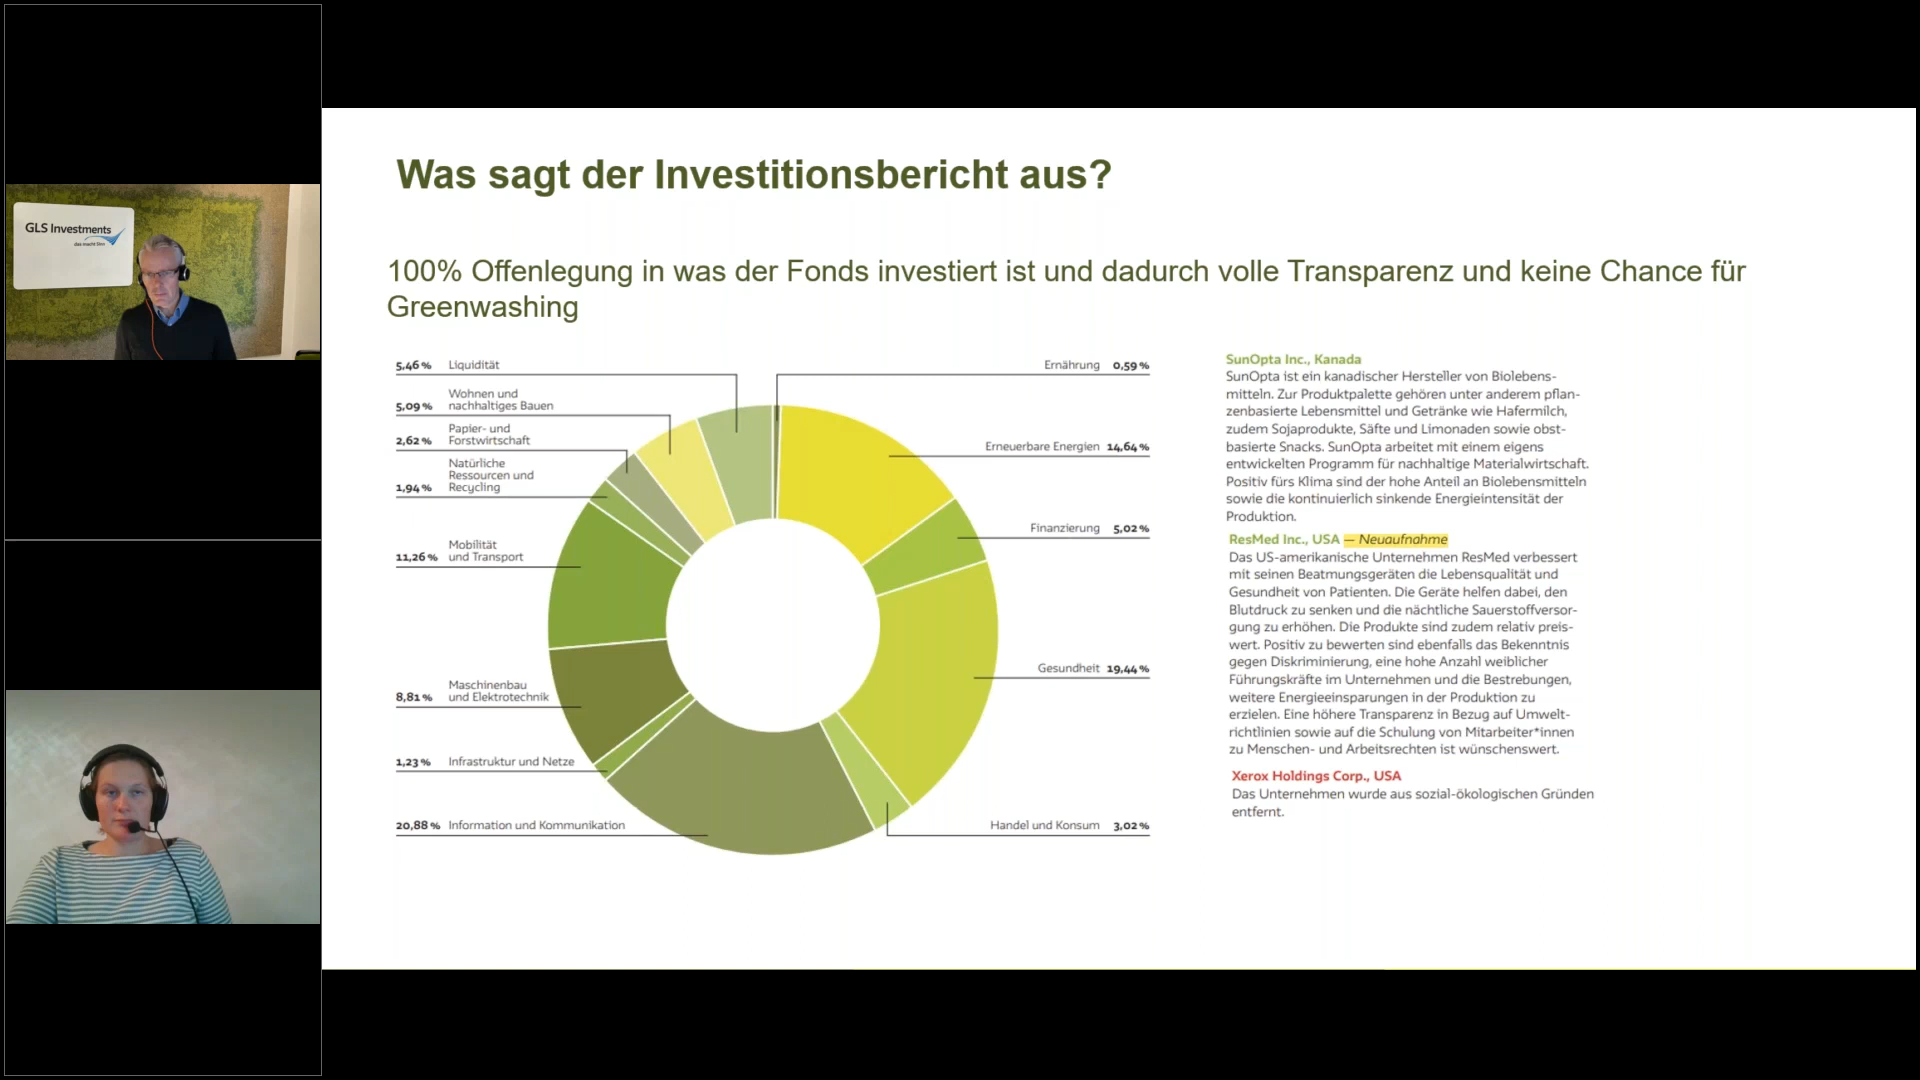 GLS Investments
das macht Sinn
Was sagt der Investitionsbericht aus?
100% Offenlegung in was der Fonds investiert ist und dadurch volle Transparenz und keine Chance für
Greenwashing
5,46 % Liquidität
Wohnen und
5,09 % nachhaltiges Bauen
Papier- und
2,62 % Forstwirtschaft
Natürliche
Ressourcen und
1,94 % Recycling
Mobilität
11,26 % und Transport
Maschinenbau
8,81 % und Elektrotechnik
1,23 % Infrastruktur und Netze
20,88 % Information und Kommunikation
Ernährung 0,59 %
Erneuerbare Energien 14,64 %
Finanzierung 5,02 %
Gesundheit 19,44 %
Handel und Konsum 3,02 %
SunOpta Inc., Kanada
SunOpta ist ein kanadischer Hersteller von Biolebens-
mitteln. Zur Produktpalette gehören unter anderem pflan-
zenbasierte Lebensmittel und Getränke wie Hafermilch,
zudem Sojaprodukte, Säfte und Limonaden sowie obst-
basierte Snacks. SunOpta arbeitet mit einem eigens
entwickelten Programm für nachhaltige Materialwirtschaft.
Positiv fürs Klima sind der hohe Anteil an Biolebensmitteln
sowie die kontinuierlich sinkende Energieintensität der
Produktion.
ResMed Inc., USA — Neuaufnahme
Das US-amerikanische Unternehmen ResMed verbessert
mit seinen Beatmungsgeräten die Lebensqualität und
Gesundheit von Patienten. Die Geräte helfen dabei, den
Blutdruck zu senken und die nächtliche Sauerstoffversor-
gung zu erhöhen. Die Produkte sind zudem relativ preis-
wert. Positiv zu bewerten sind ebenfalls das Bekenntnis
gegen Diskriminierung, eine hohe Anzahl weiblicher
Führungskräfte im Unternehmen und die Bestrebungen,
weitere Energieeinsparungen in der Produktion zu
erzielen. Eine höhere Transparenz in Bezug auf Umwelt-
richtlinien sowie auf die Schulung von Mitarbeiter*innen
zu Menschen- und Arbeitsrechten ist wünschenswert.
Xerox Holdings Corp., USA
Das Unternehmen wurde aus sozial-ökologischen Gründen
entfernt.